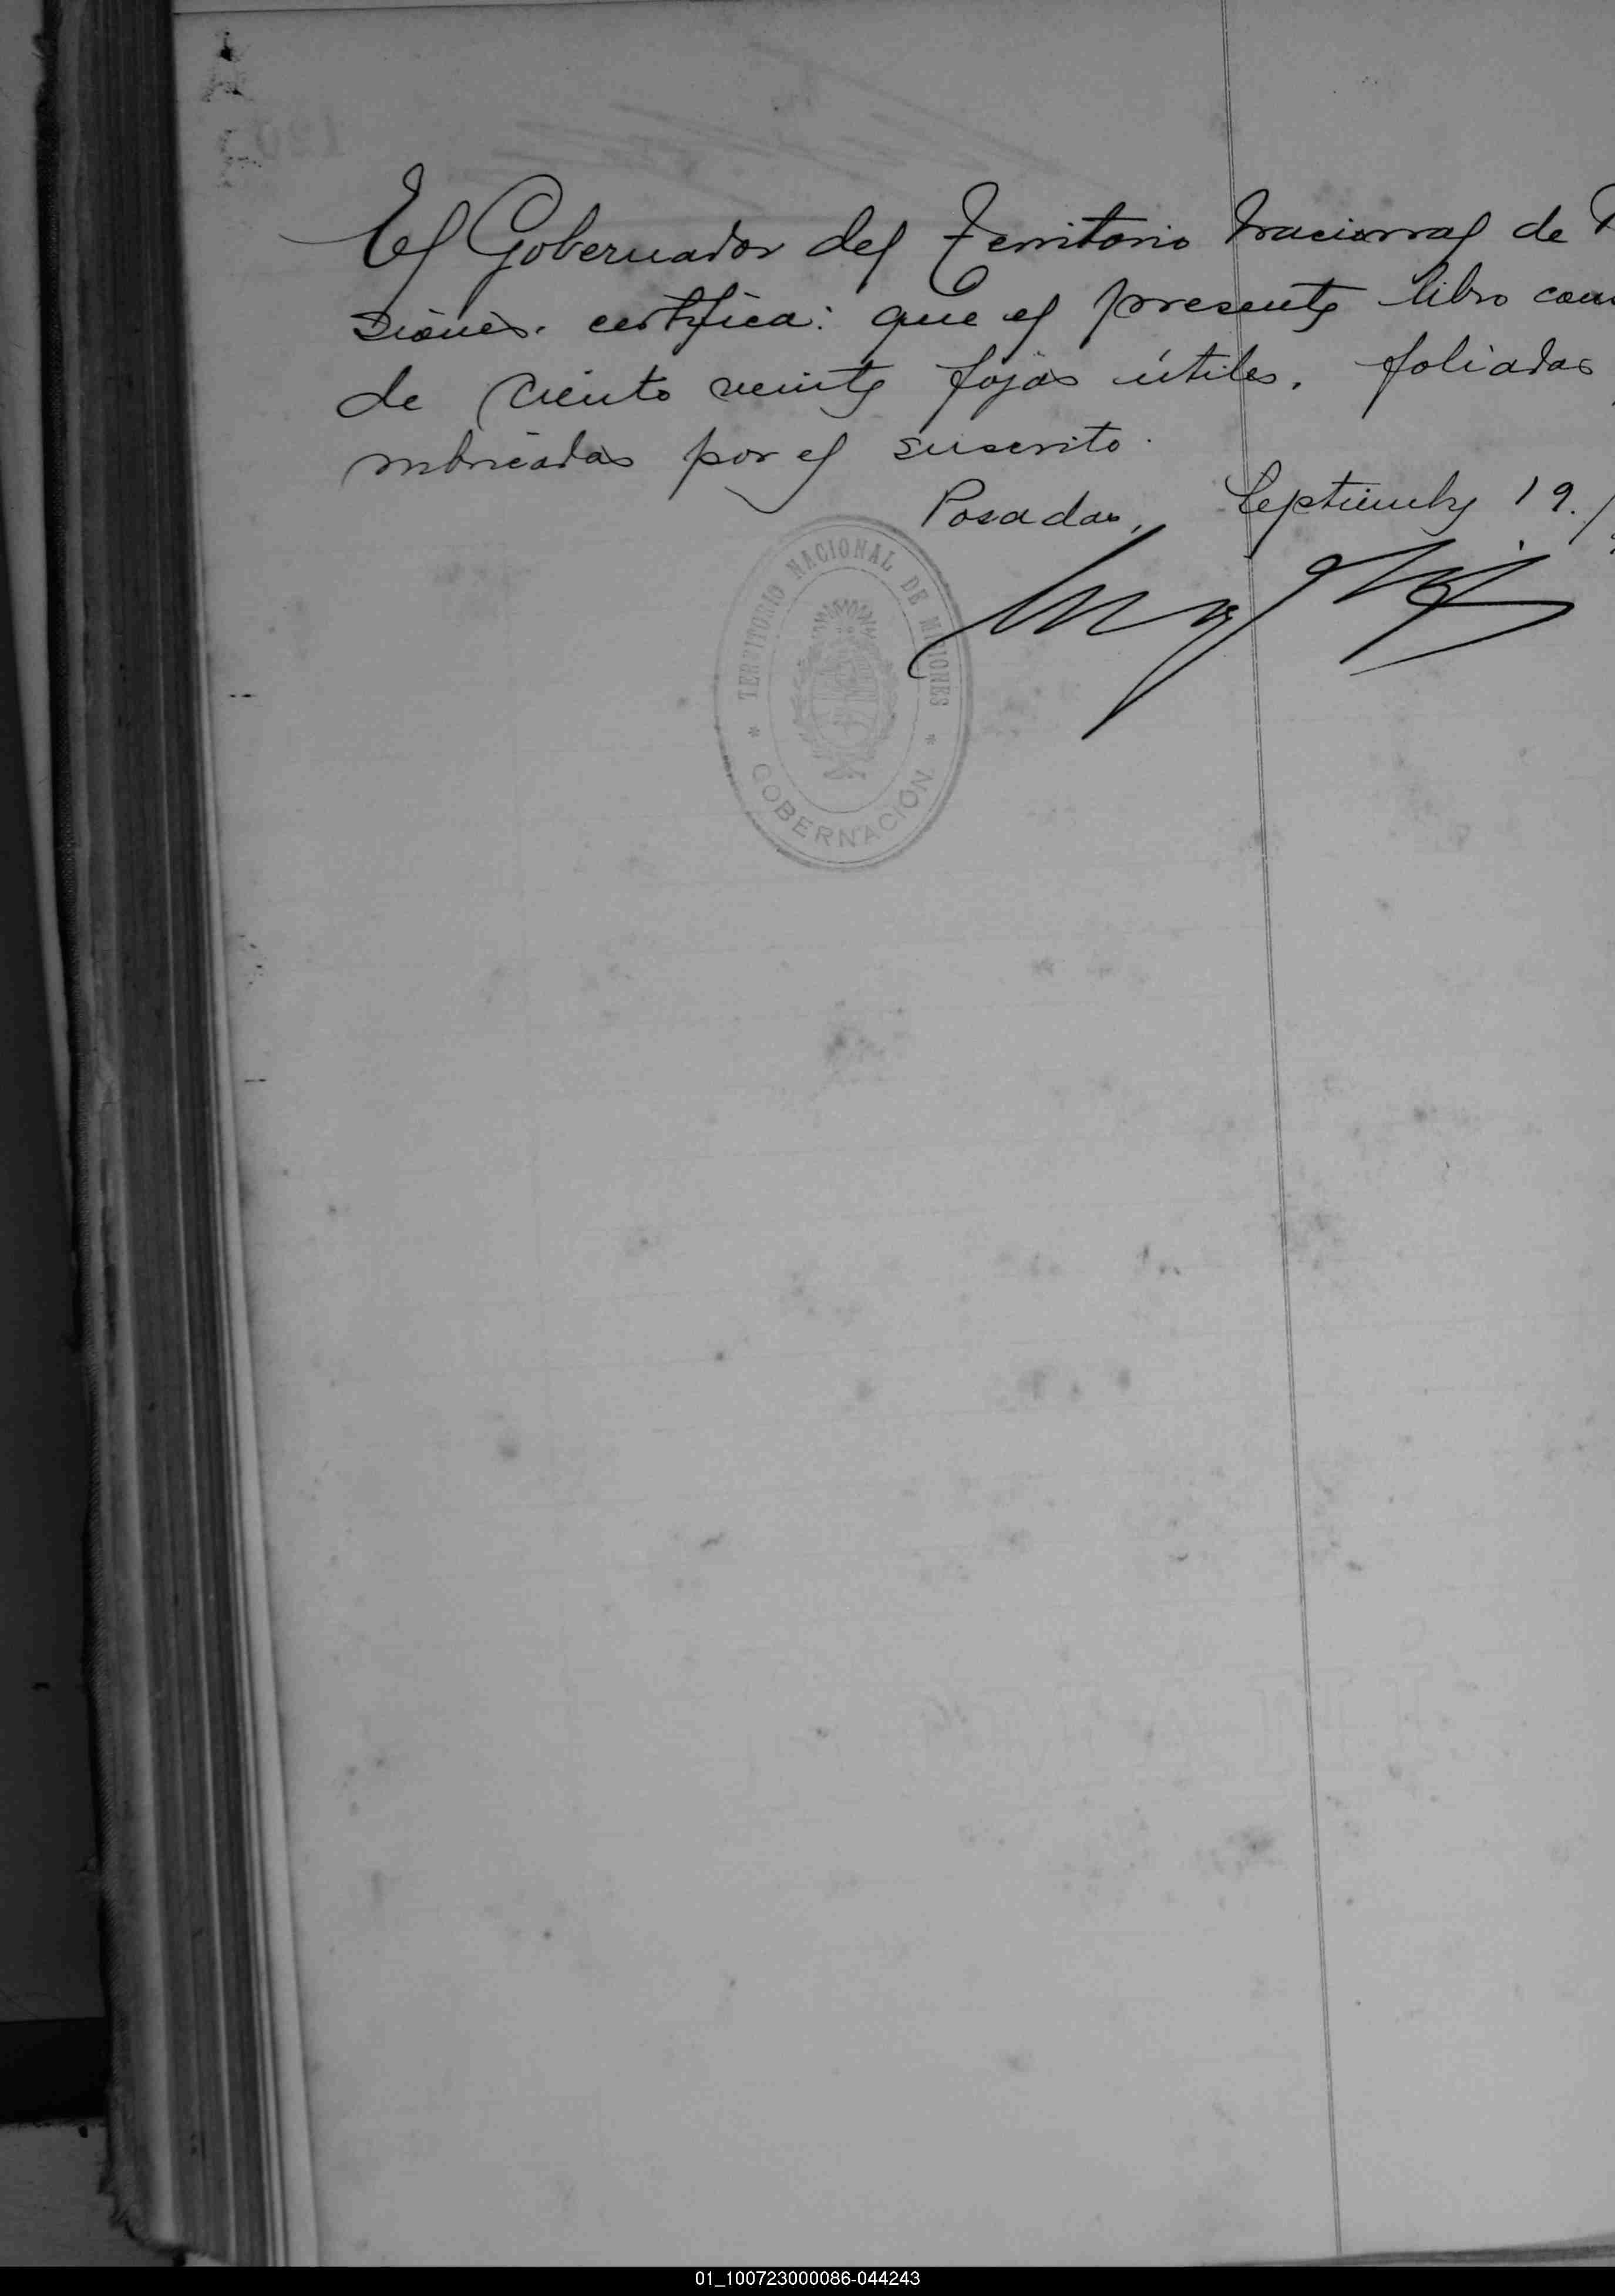 El Gobernador del Territorio Nacional de
siones. certifica: que el presente libro cons
de ciento veinte fojas útiles, foliadas
rubricadas por el suscrito.
Posadas, Septiembre 19.
TERRITORIO NACIONAL DE MISIONES
* GOBERNACIÓN *
01_100723000086-044243